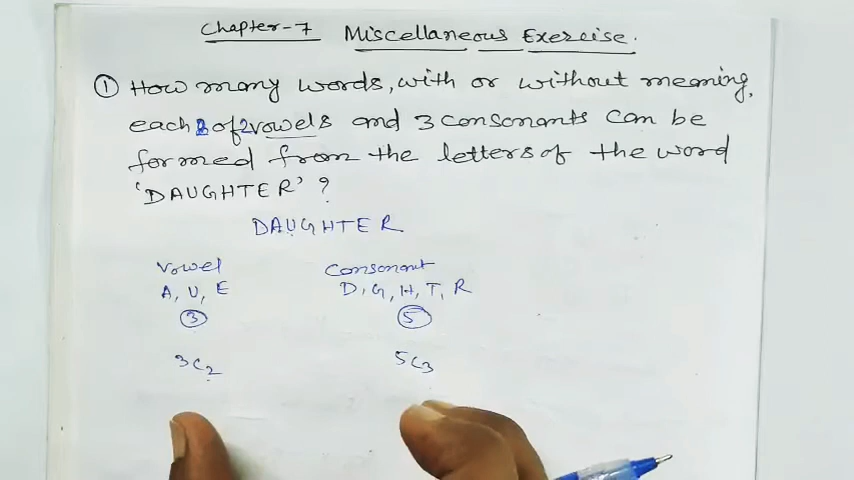 Chapter-7 Miscellaneous Exercise.
① How many words, with or without meaning,
each of 2 vowels and 3 consonants can be
formed from the letters of the word
'DAUGHTER' ?
DAUGHTER
Vowel Consonant
A, U, E D, G, H, T, R
③ ⑤
3C2 5C3